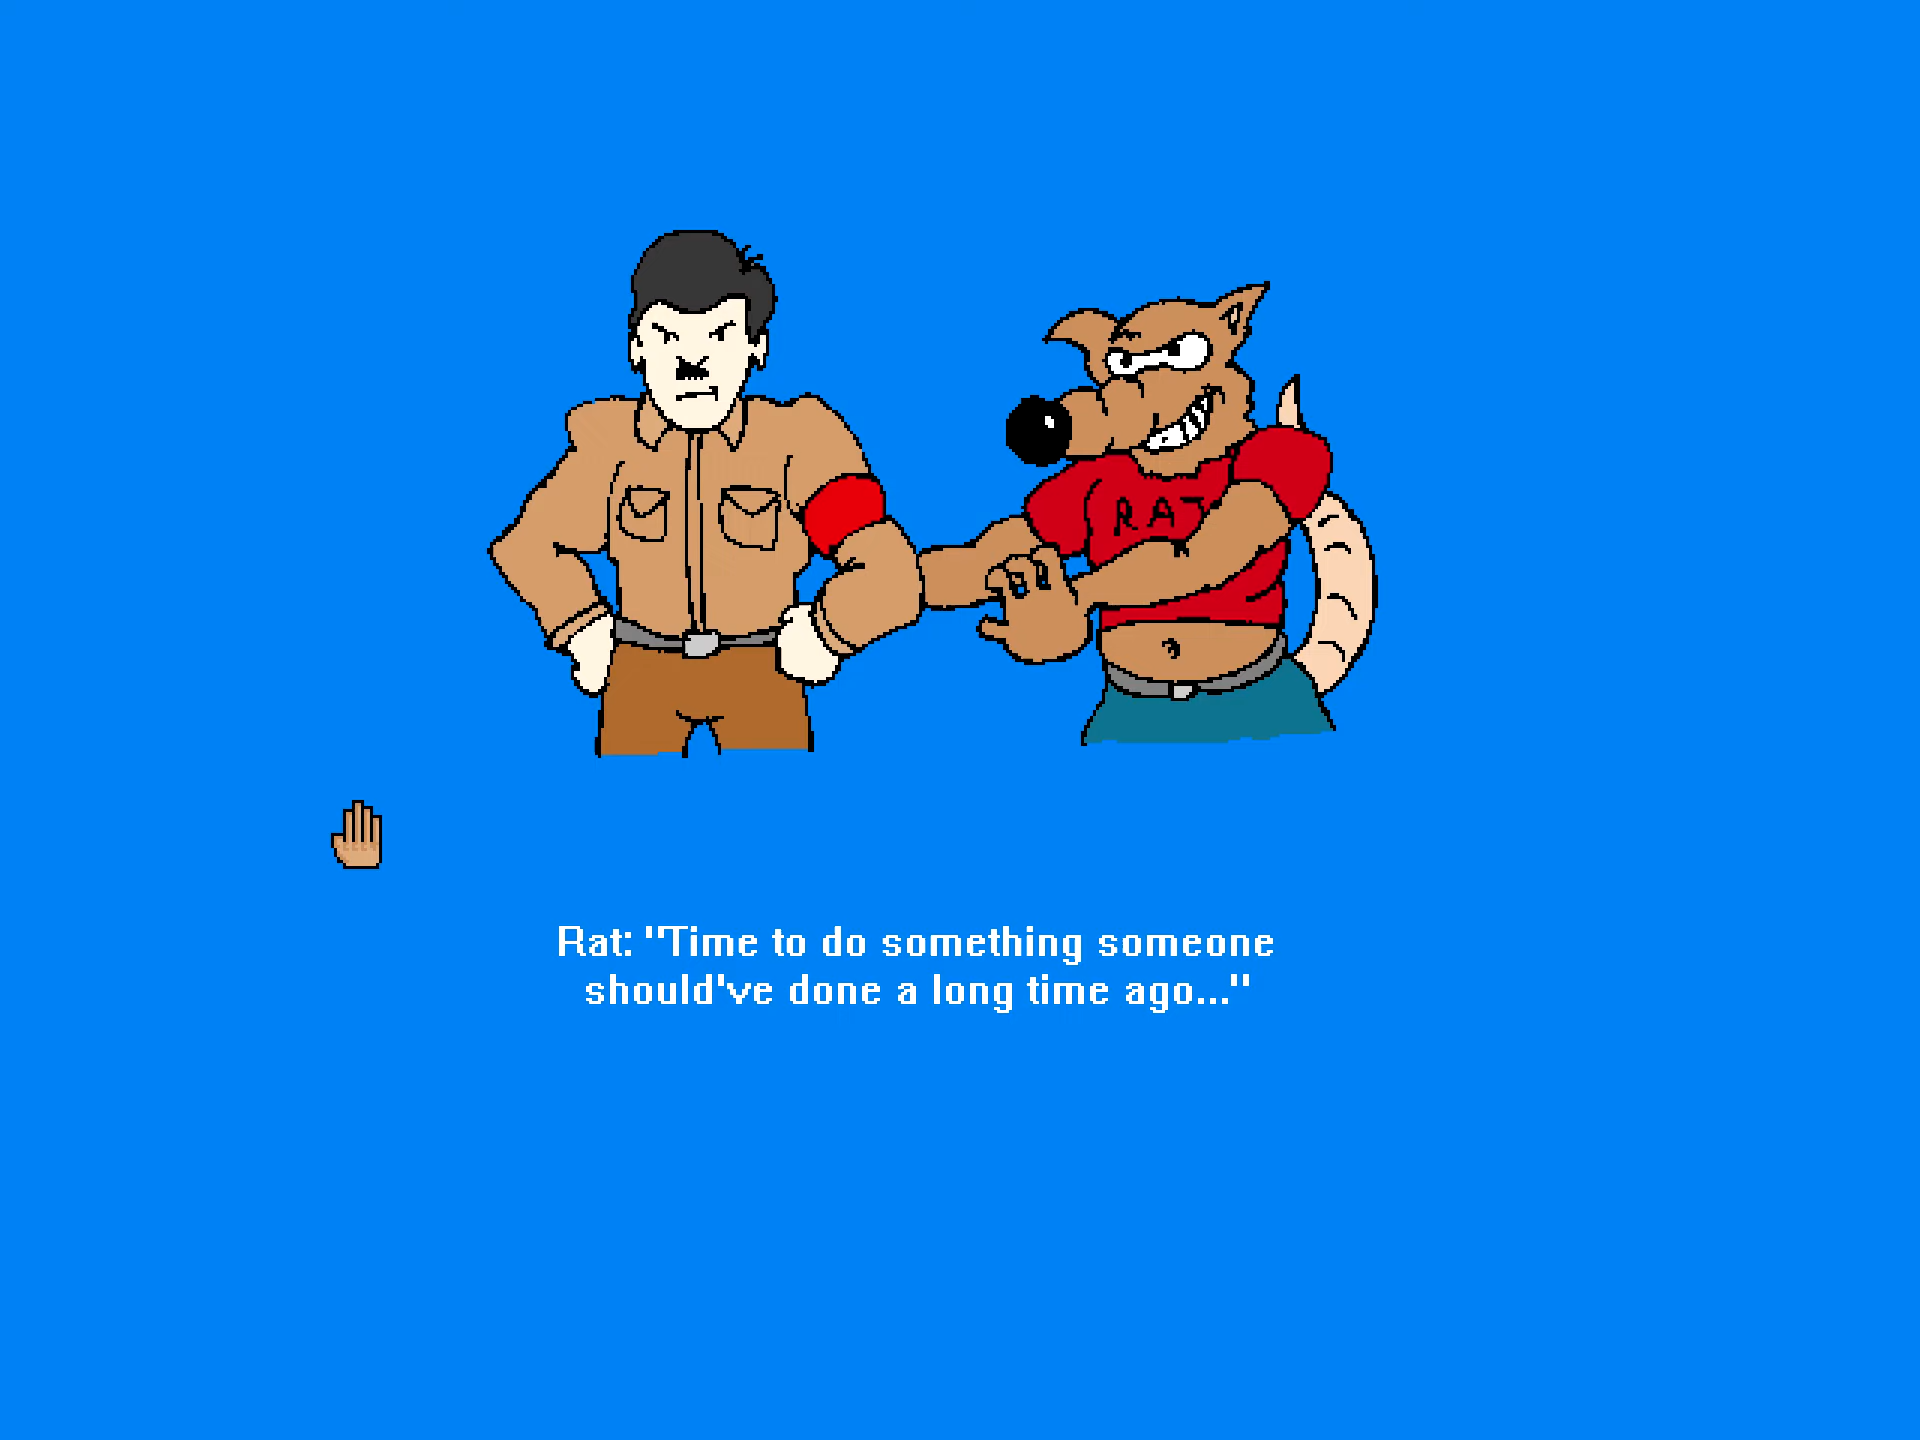 RAT
Rat: "Time to do something someone
should've done a long time ago..."